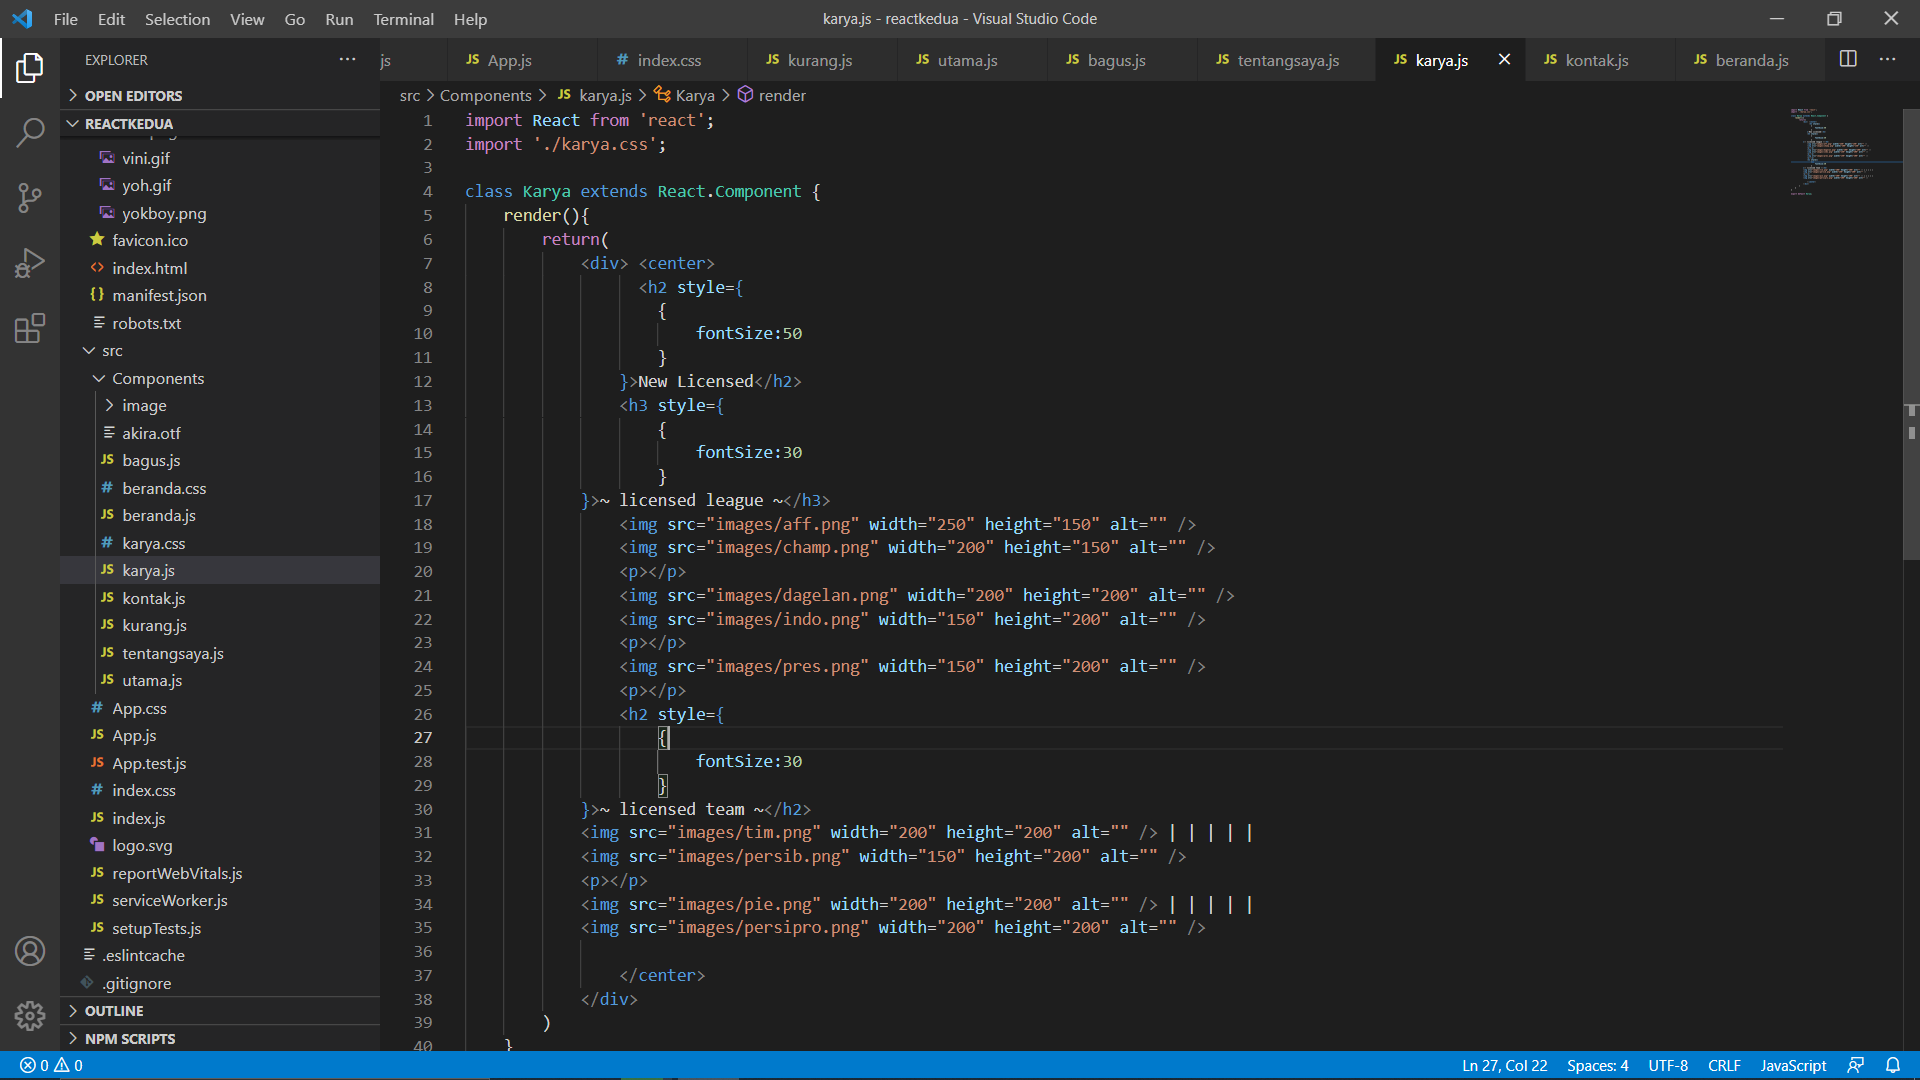 File Edit Selection View Go Run Terminal Help
karya.js - reactkedua - Visual Studio Code
EXPLORER
OPEN EDITORS
REACTKEDUA
vini.gif
yoh.gif
yokboy.png
favicon.ico
index.html
manifest.json
robots.txt
src
Components
image
akira.otf
bagus.js
beranda.css
beranda.js
karya.css
karya.js
kontak.js
kurang.js
tentangsaya.js
utama.js
App.css
App.js
App.test.js
index.css
index.js
logo.svg
reportWebVitals.js
serviceWorker.js
setupTests.js
.eslintcache
.gitignore
OUTLINE
NPM SCRIPTS
js JS App.js # index.css JS kurang.js JS utama.js JS bagus.js JS tentangsaya.js JS karya.js JS kontak.js JS beranda.js
src > Components > JS karya.js > Karya > render
1 import React from 'react';
2 import './karya.css';
3
4 class Karya extends React.Component {
5 render(){
6 return(
7 <div> <center>
8 <h2 style={
9 {
10 fontSize:50
11 }
12 }>New Licensed</h2>
13 <h3 style={
14 {
15 fontSize:30
16 }
17 }>~ licensed league ~</h3>
18 <img src="images/aff.png" width="250" height="150" alt="" />
19 <img src="images/champ.png" width="200" height="150" alt="" />
20 <p></p>
21 <img src="images/dagelan.png" width="200" height="200" alt="" />
22 <img src="images/indo.png" width="150" height="200" alt="" />
23 <p></p>
24 <img src="images/pres.png" width="150" height="200" alt="" />
25 <p></p>
26 <h2 style={
27 {
28 fontSize:30
29 }
30 }>~ licensed team ~</h2>
31 <img src="images/tim.png" width="200" height="200" alt="" /> | | | | |
32 <img src="images/persib.png" width="150" height="200" alt="" />
33 <p></p>
34 <img src="images/pie.png" width="200" height="200" alt="" /> | | | | |
35 <img src="images/persipro.png" width="200" height="200" alt="" />
36
37 </center>
38 </div>
39 )
40 }
0 0
Ln 27, Col 22 Spaces: 4 UTF-8 CRLF JavaScript